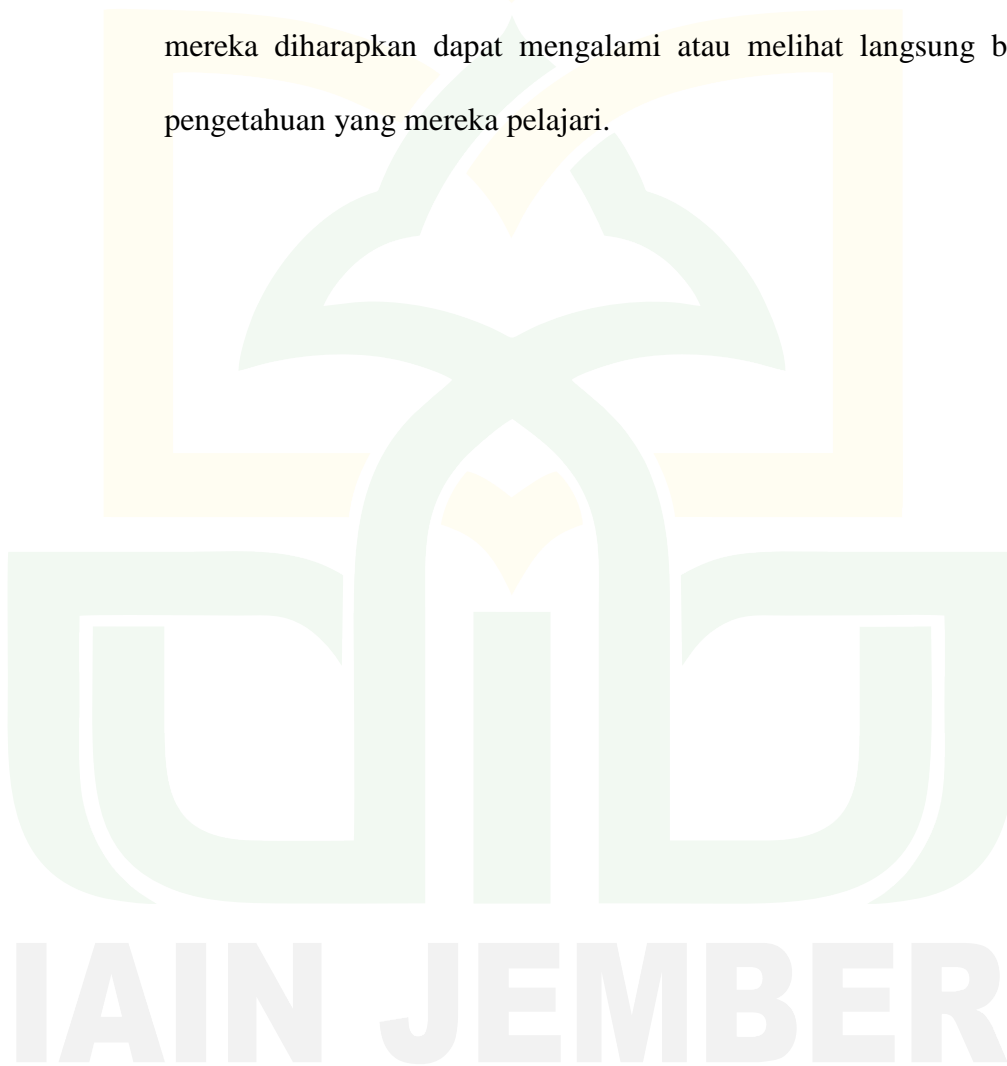 mereka diharapkan dapat mengalami atau melihat langsung b
pengetahuan yang mereka pelajari.
IAIN JEMBER